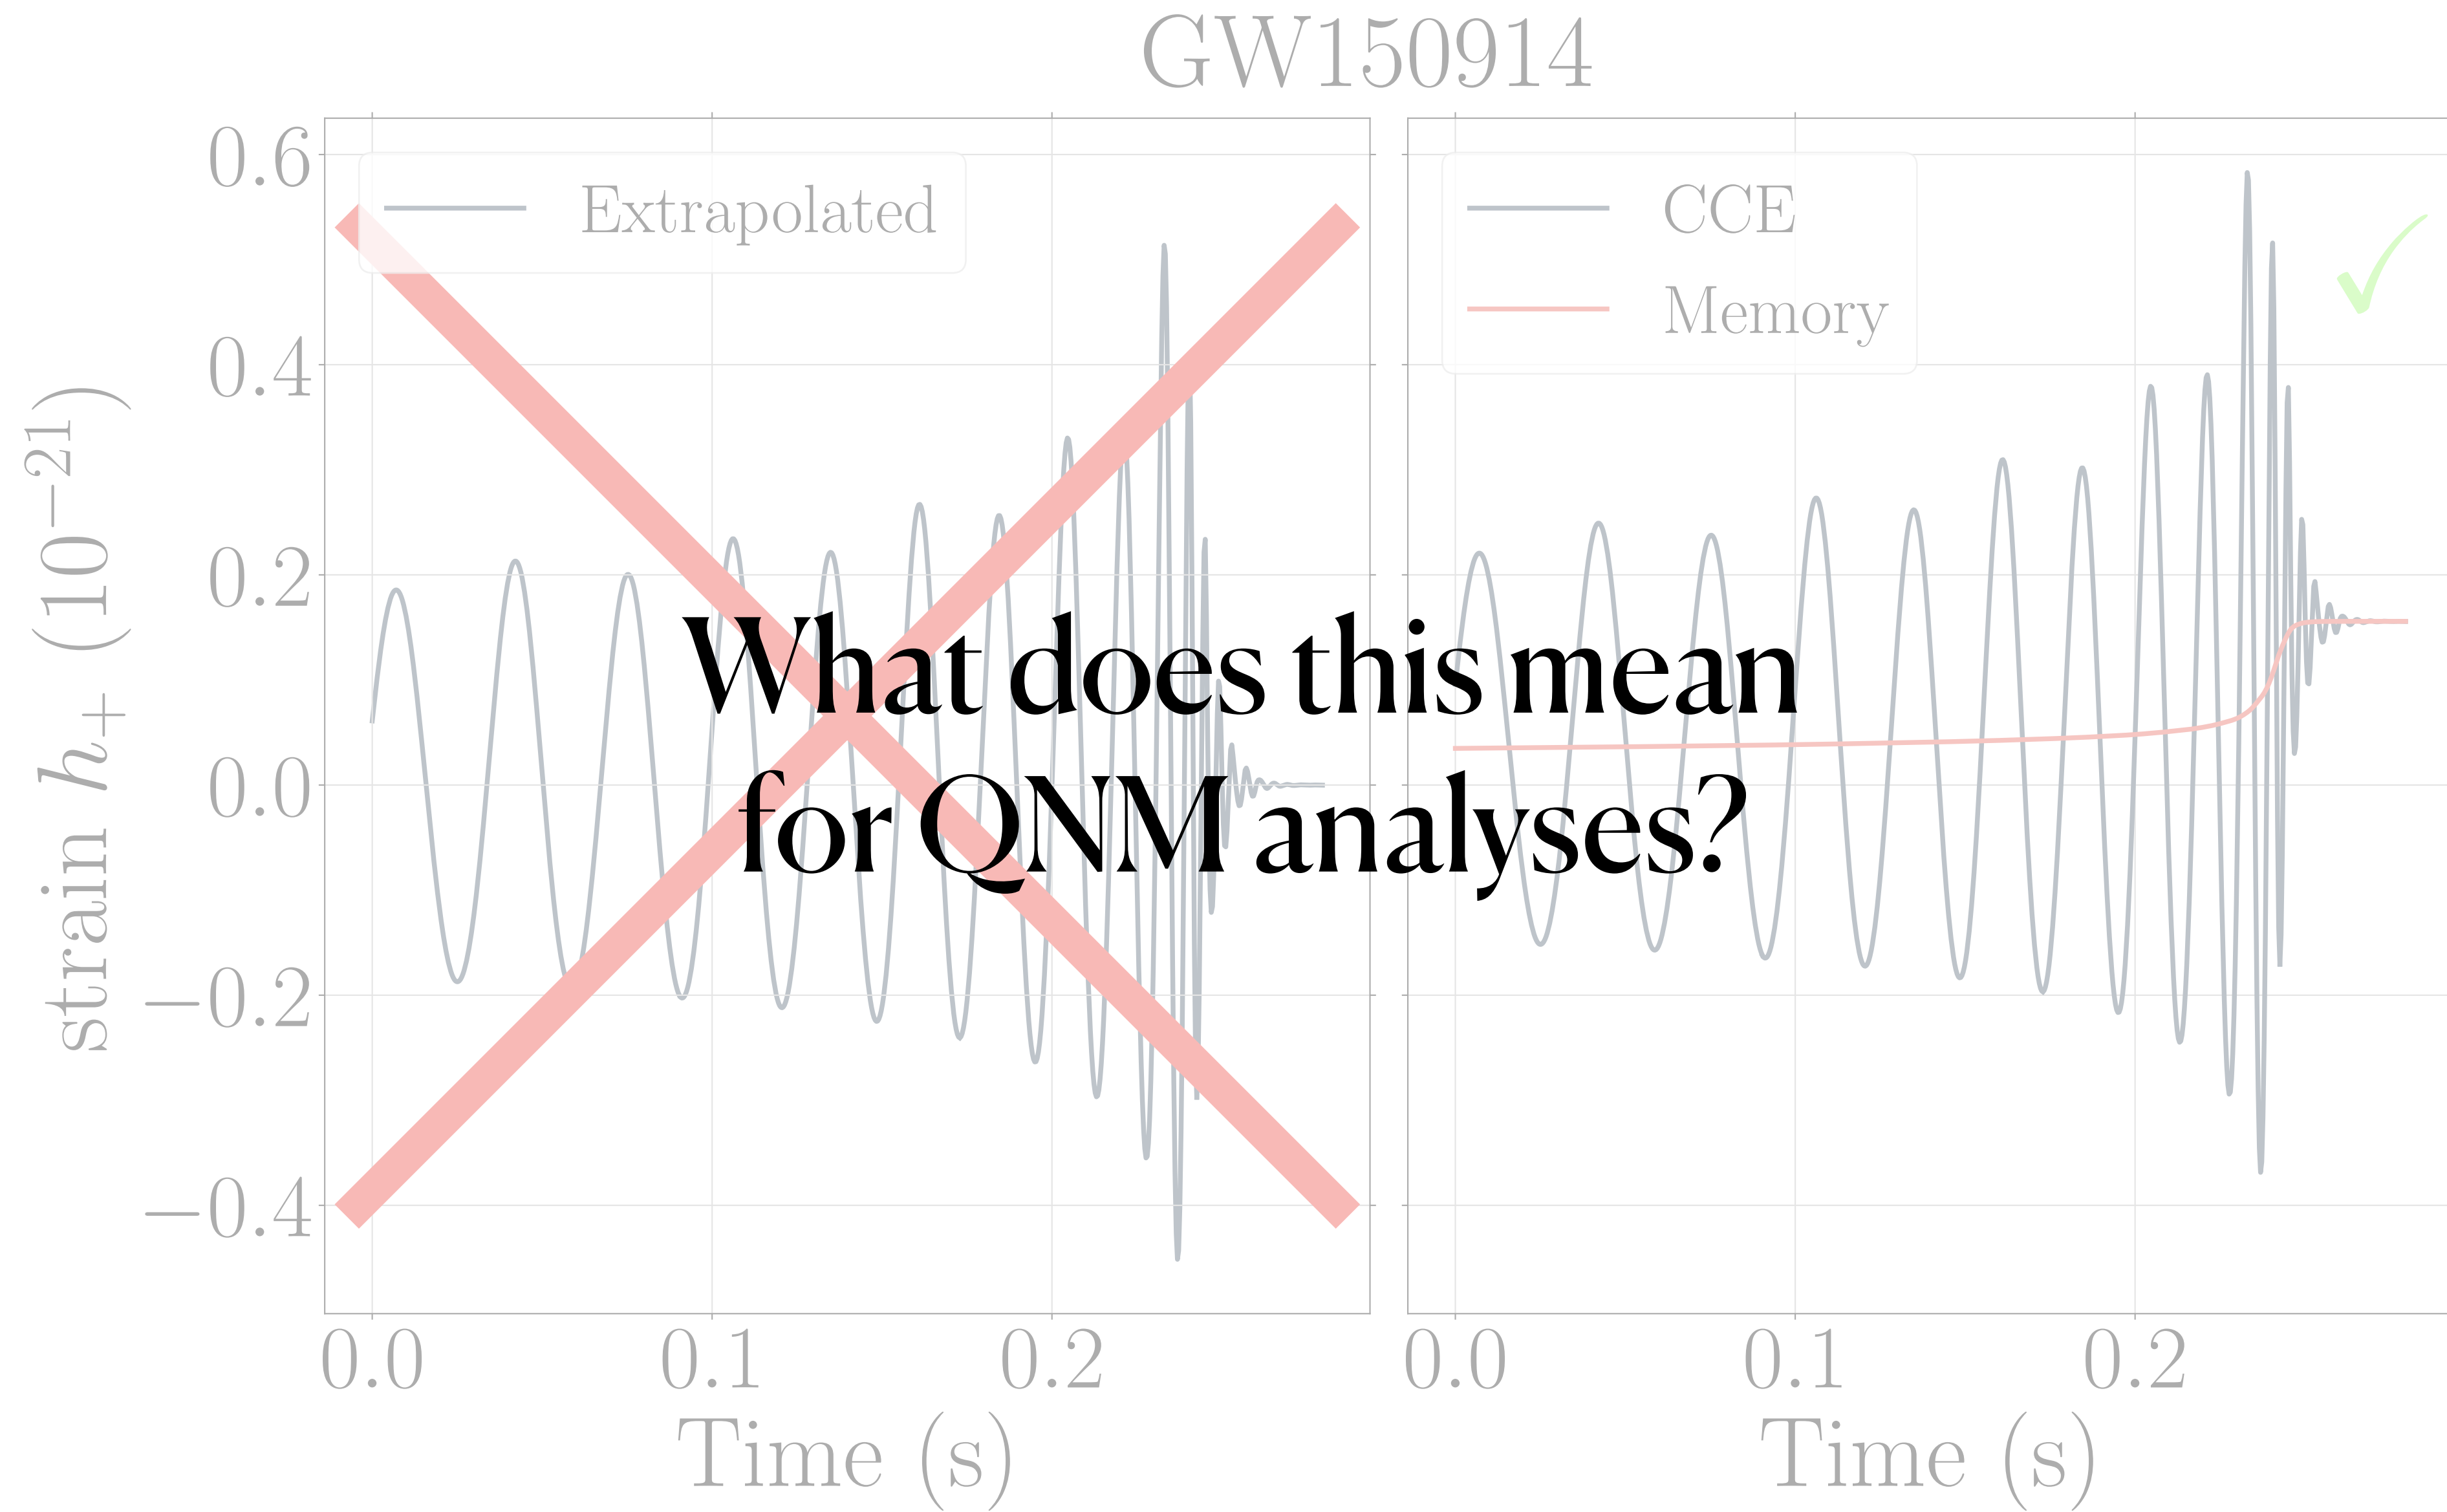 GW150914
0.6
0.4
0.2
0.0
−0.2
−0.4
strain h₊ (10⁻²¹)
Extrapolated
CCE
Memory
What does this mean
for QNM analyses?
0.0 0.1 0.2
0.0 0.1 0.2
Time (s)
Time (s)